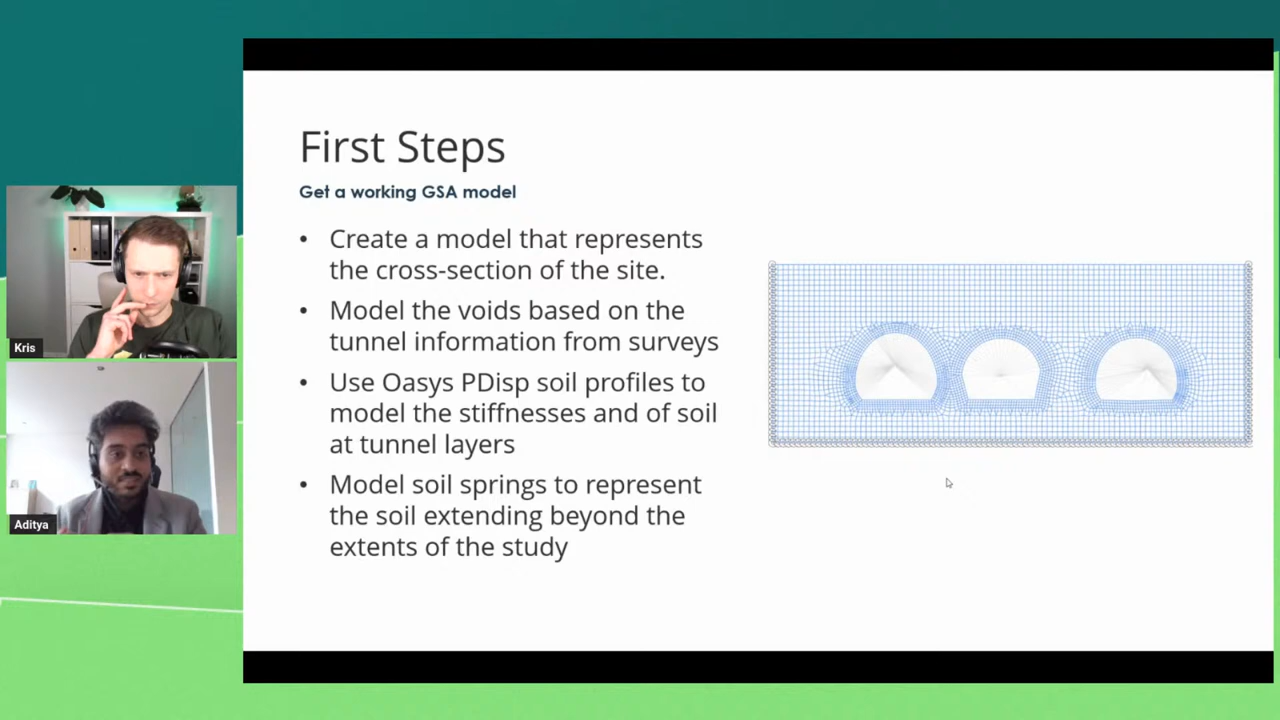 First Steps
Get a working GSA model
• Create a model that represents
the cross-section of the site.
• Model the voids based on the
tunnel information from surveys
• Use Oasys PDisp soil profiles to
model the stiffnesses and of soil
at tunnel layers
• Model soil springs to represent
the soil extending beyond the
extents of the study
Kris
Aditya